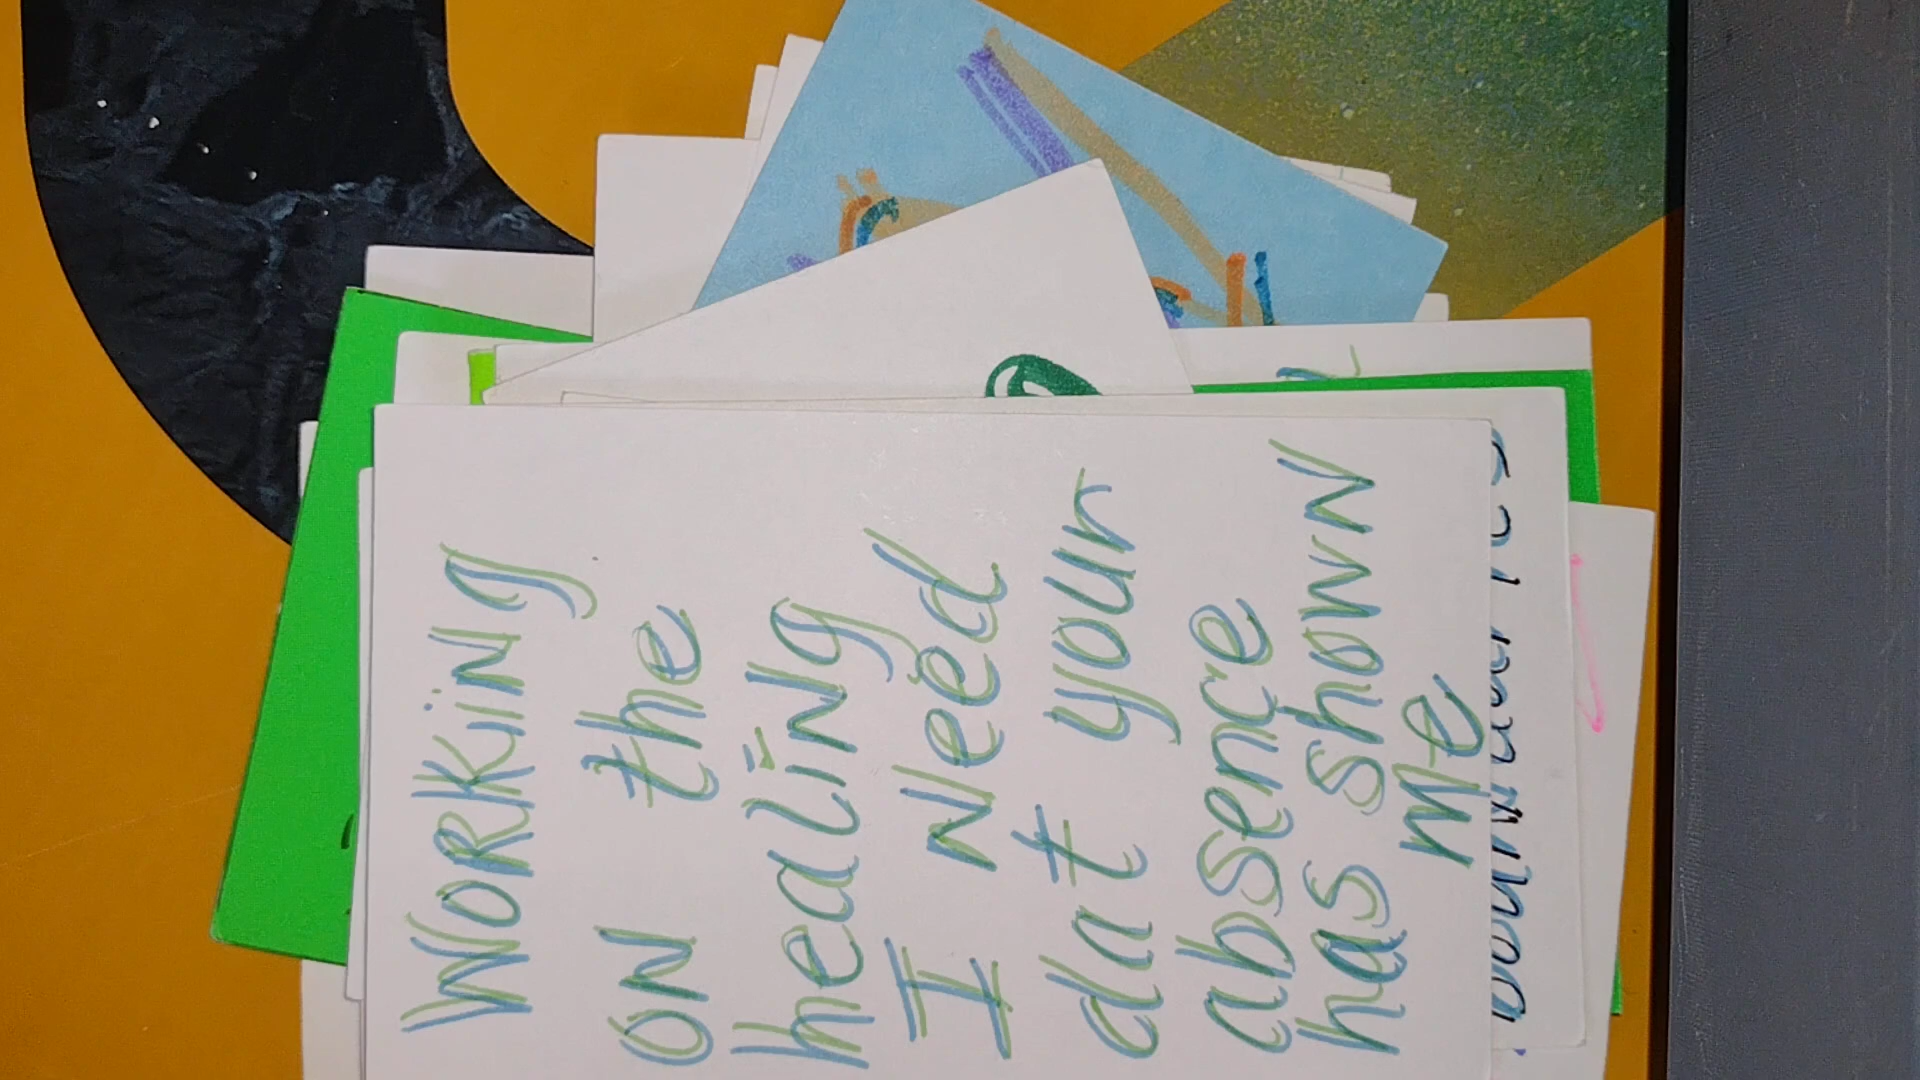 Working
on the
healing
I Need
dat your
absence
has shown
me